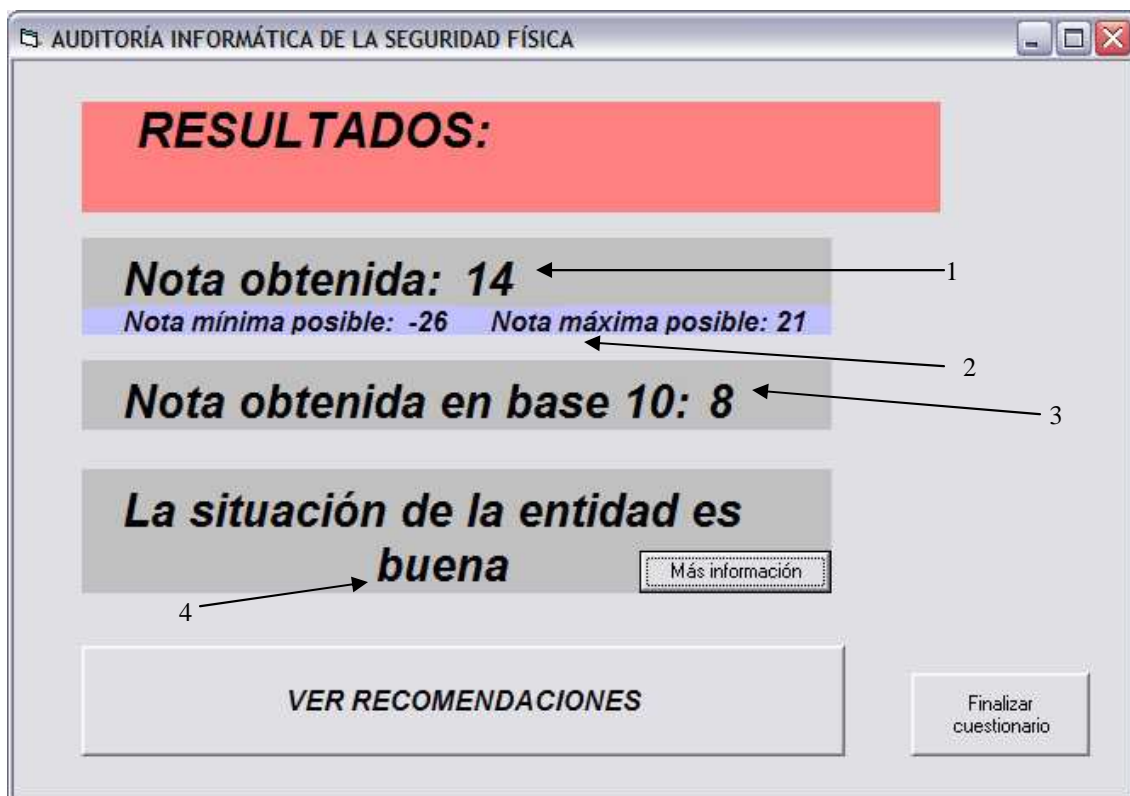 AUDITORÍA INFORMÁTICA DE LA SEGURIDAD FÍSICA
RESULTADOS:
Nota obtenida: 14
1
Nota mínima posible: -26 Nota máxima posible: 21
2
Nota obtenida en base 10: 8
3
La situación de la entidad es
buena
Más información
4
VER RECOMENDACIONES
Finalizar
cuestionario